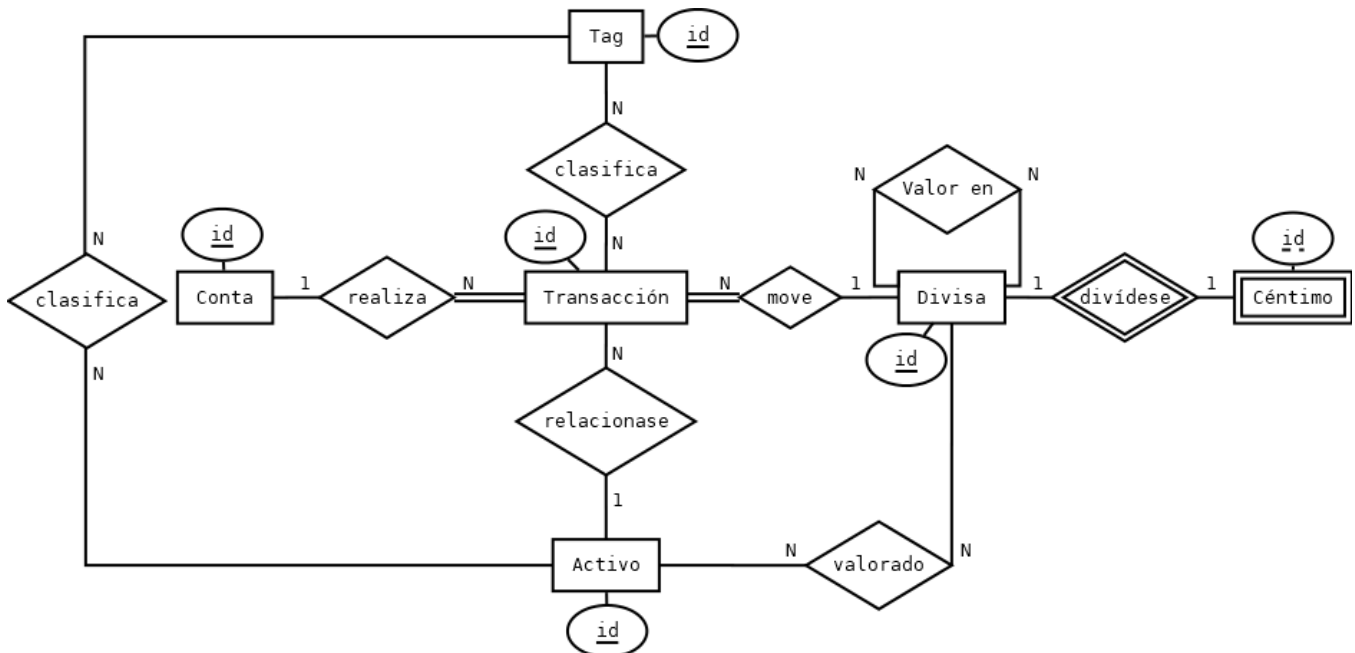 Tag
id
N
clasifica
N
Valor en
N
N
id
id
id
N
clasifica
N
Conta
1
realiza
N
Transacción
N
move
1
Divisa
1
divídese
1
Céntimo
id
N
relacionase
1
Activo
N
valorado
N
id